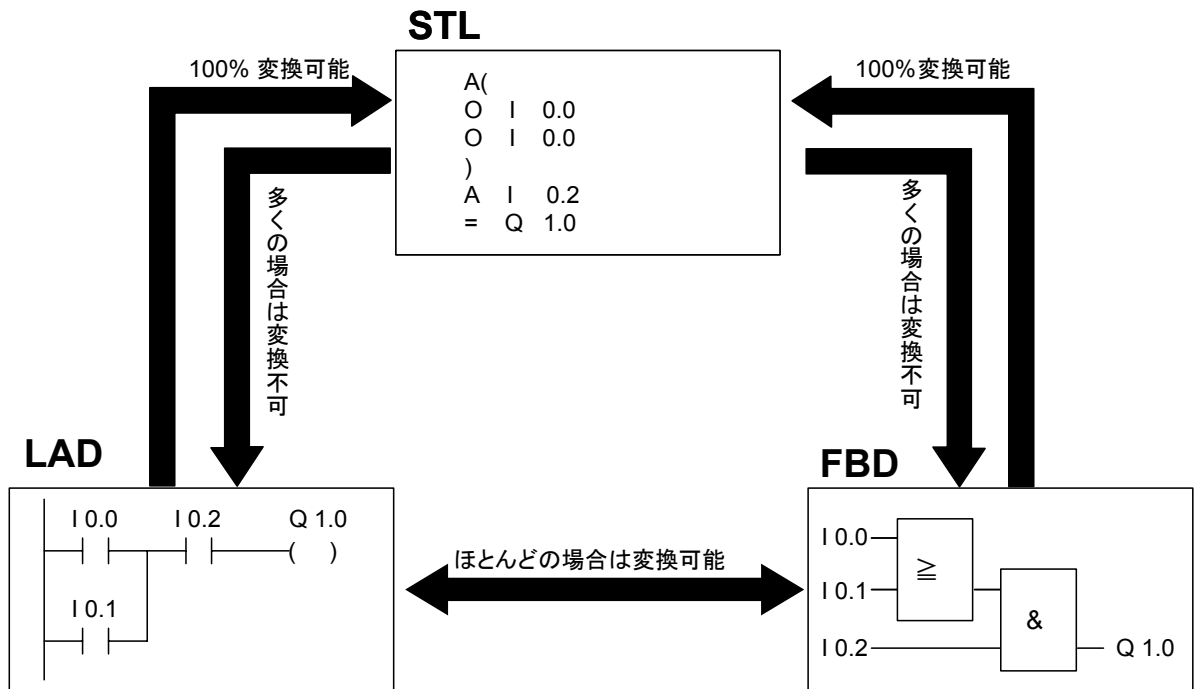 STL
100% 変換可能
100%変換可能
A(
O I 0.0
O I 0.0
)
A I 0.2
= Q 1.0
多くの場合は変換不可
多くの場合は変換不可
LAD
FBD
I 0.0 I 0.2 Q 1.0
( )
I 0.1
ほとんどの場合は変換可能
I 0.0
≧
I 0.1
&
I 0.2
Q 1.0